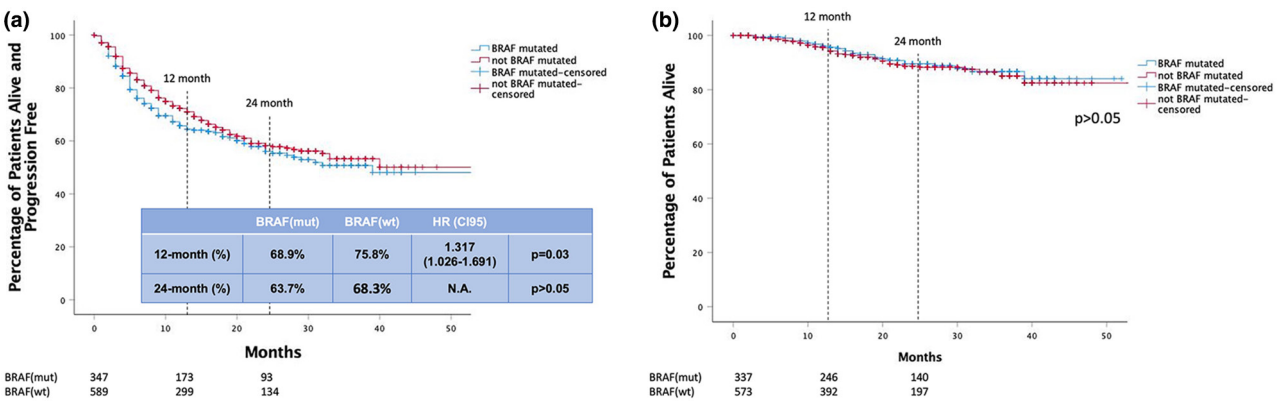 (a)
Percentage of Patients Alive and
Progression Free
100
80
60
40
20
0
12 month
24 month
BRAF mutated
not BRAF mutated
BRAF mutated-censored
not BRAF mutated-
censored
BRAF(mut) BRAF(wt) HR (CI95)
12-month (%) 68.9% 75.8% 1.317
(1.026-1.691) p=0.03
24-month (%) 63.7% 68.3% N.A. p>0.05
0 10 20 30 40 50
Months
BRAF(mut) 347 173 93
BRAF(wt) 589 299 134
(b)
Percentage of Patients Alive
100
80
60
40
20
0
12 month
24 month
BRAF mutated
not BRAF mutated
BRAF mutated-censored
not BRAF mutated-
censored
p>0.05
0 10 20 30 40 50
Months
BRAF(mut) 337 246 140
BRAF(wt) 573 392 197